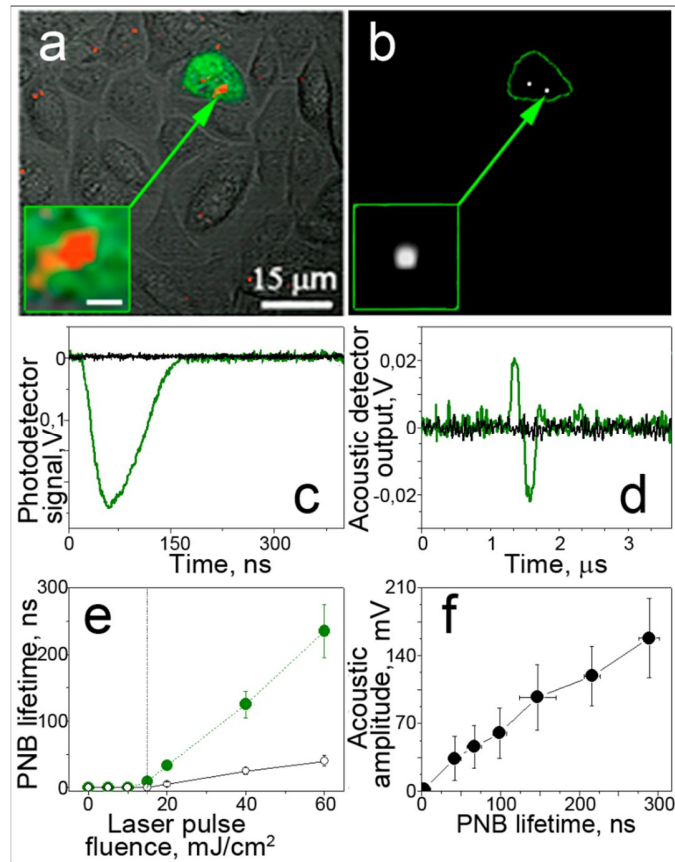 a
b
15 μm
0
0,1
Photodetector
signal, V
c
0
150
300
Time, ns
0,02
0
-0,02
Acoustic detector
output,V
d
0
1
2
3
Time, μs
300
200
100
0
PNB lifetime, ns
e
0
20
40
60
Laser pulse
fluence, mJ/cm²
210
140
70
0
Acoustic
amplitude, mV
f
0
100
200
300
PNB lifetime, ns